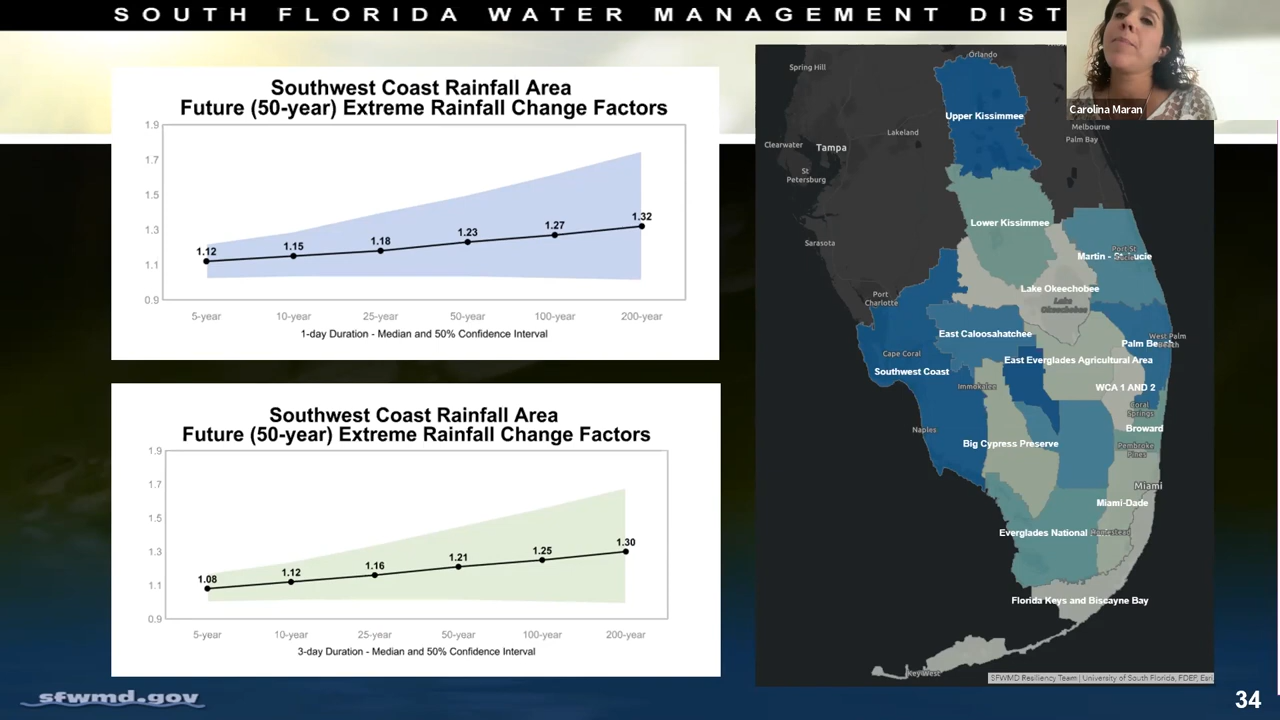 SOUTH FLORIDA WATER MANAGEMENT DIST
Carolina Maran
Southwest Coast Rainfall Area
Future (50-year) Extreme Rainfall Change Factors
1.9
1.7
1.5
1.3
1.1
0.9
1.12
1.15
1.18
1.23
1.27
1.32
5-year
10-year
25-year
50-year
100-year
200-year
1-day Duration - Median and 50% Confidence Interval
Southwest Coast Rainfall Area
Future (50-year) Extreme Rainfall Change Factors
1.9
1.7
1.5
1.3
1.1
0.9
1.08
1.12
1.16
1.21
1.25
1.30
5-year
10-year
25-year
50-year
100-year
200-year
3-day Duration - Median and 50% Confidence Interval
Orlando
Spring Hill
Upper Kissimmee
Melbourne
Palm Bay
Lakeland
Clearwater
Tampa
St
Petersburg
Lower Kissimmee
Sarasota
Port St
Martin - St. Lucie
Lake Okeechobee
Port
Charlotte
Lake
Okeechobee
East Caloosahatchee
West Palm
Beach
Palm
Cape Coral
East Everglades Agricultural Area
Southwest Coast
Immokalee
WCA 1 AND 2
Coral
Springs
Naples
Broward
Big Cypress Preserve
Pembroke
Pines
Miami
Miami-Dade
Everglades National
Homestead
Florida Keys and Biscayne Bay
Key West
SFWMD Resiliency Team | University of South Florida, FDEP, Esri,
sfwmd.gov
34